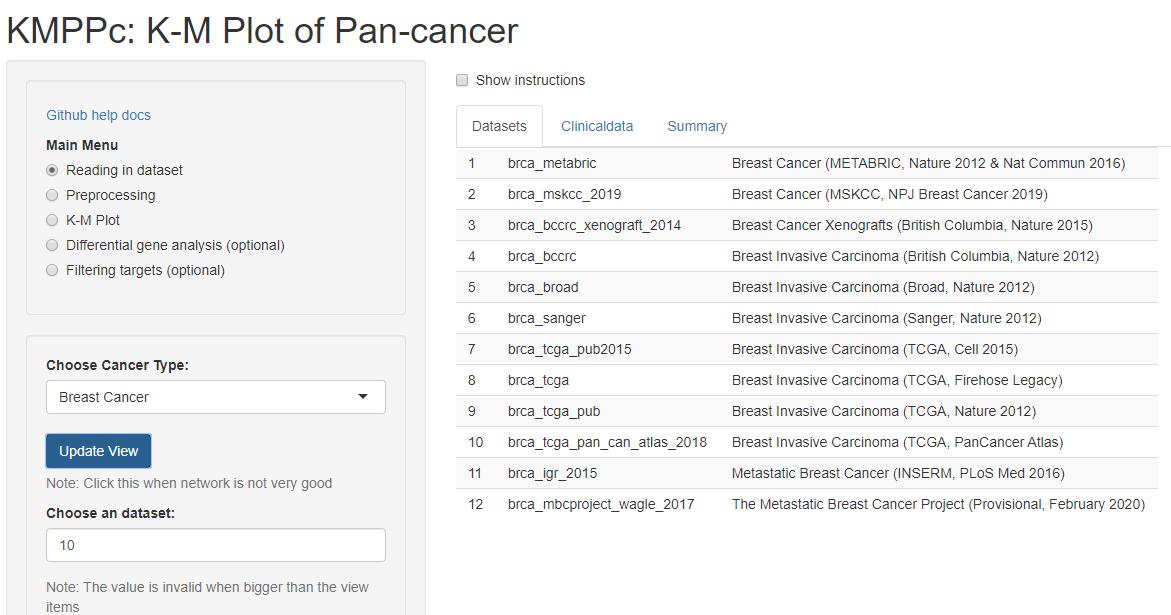 KMPPc: K-M Plot of Pan-cancer
Github help docs
Main Menu
Reading in dataset
Preprocessing
K-M Plot
Differential gene analysis (optional)
Filtering targets (optional)
Choose Cancer Type:
Breast Cancer
Update View
Note: Click this when network is not very good
Choose an dataset:
10
Note: The value is invalid when bigger than the view
items
Show instructions
Datasets Clinicaldata Summary
1 brca_metabric Breast Cancer (METABRIC, Nature 2012 & Nat Commun 2016)
2 brca_mskcc_2019 Breast Cancer (MSKCC, NPJ Breast Cancer 2019)
3 brca_bccrc_xenograft_2014 Breast Cancer Xenografts (British Columbia, Nature 2015)
4 brca_bccrc Breast Invasive Carcinoma (British Columbia, Nature 2012)
5 brca_broad Breast Invasive Carcinoma (Broad, Nature 2012)
6 brca_sanger Breast Invasive Carcinoma (Sanger, Nature 2012)
7 brca_tcga_pub2015 Breast Invasive Carcinoma (TCGA, Cell 2015)
8 brca_tcga Breast Invasive Carcinoma (TCGA, Firehose Legacy)
9 brca_tcga_pub Breast Invasive Carcinoma (TCGA, Nature 2012)
10 brca_tcga_pan_can_atlas_2018 Breast Invasive Carcinoma (TCGA, PanCancer Atlas)
11 brca_igr_2015 Metastatic Breast Cancer (INSERM, PLoS Med 2016)
12 brca_mbcproject_wagle_2017 The Metastatic Breast Cancer Project (Provisional, February 2020)